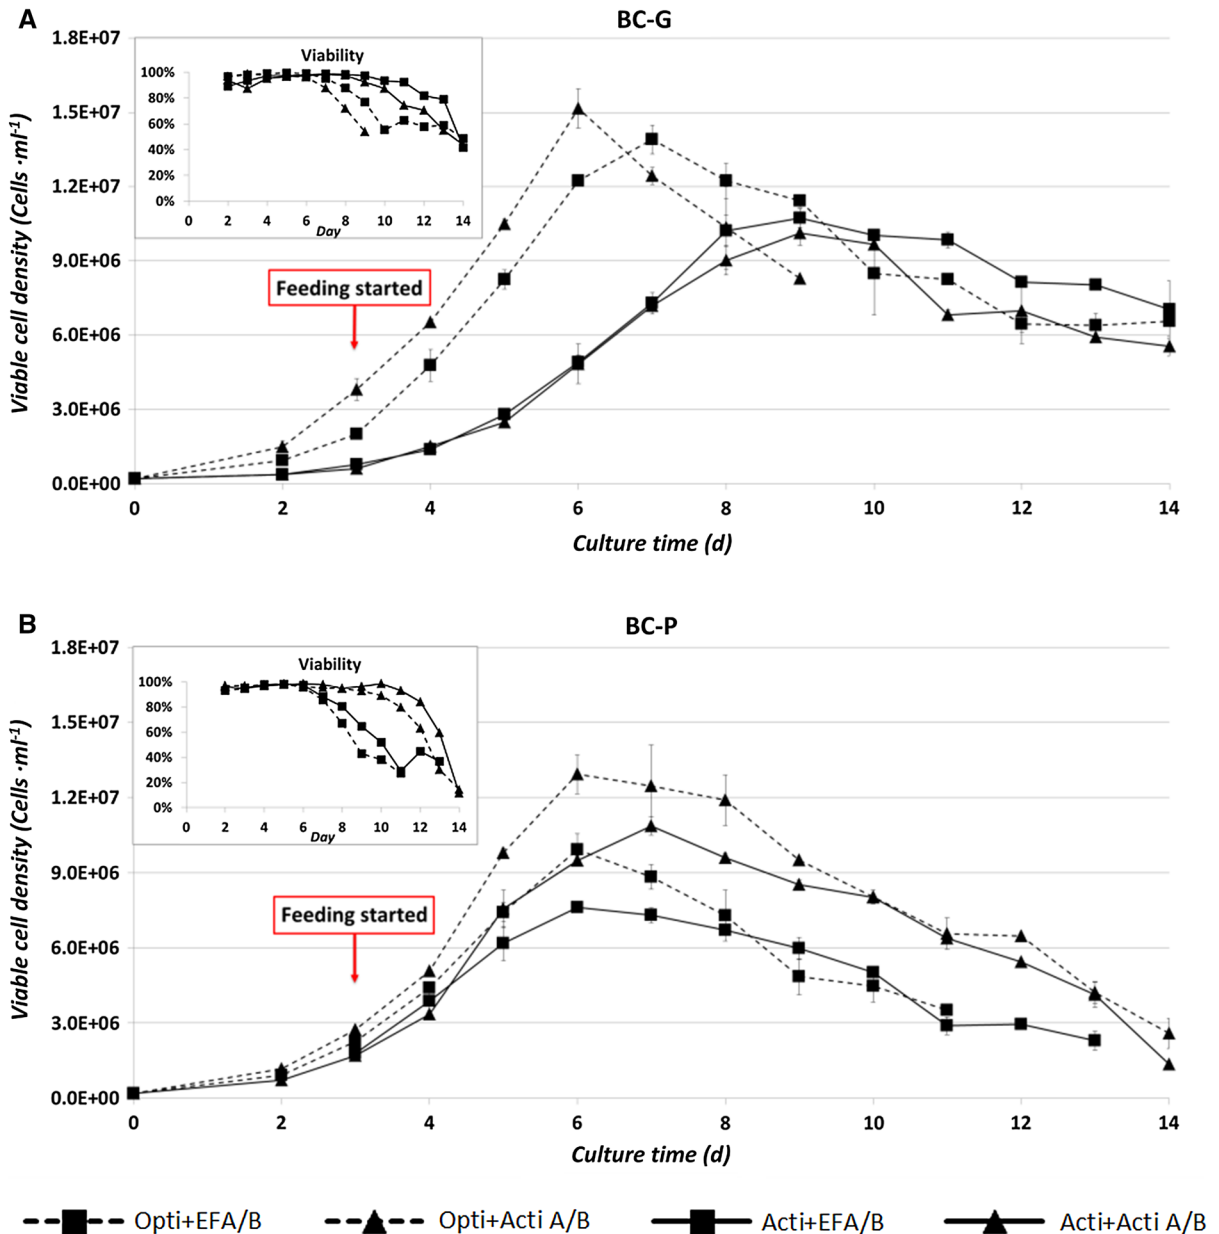 A
BC-G
Viable cell density (Cells ·ml-1)
1.8E+07
1.5E+07
1.2E+07
9.0E+06
6.0E+06
3.0E+06
0.0E+00
Viability
100%
80%
60%
40%
20%
0%
0 2 4 6 8 10 12 14
Day
Feeding started
0 2 4 6 8 10 12 14
Culture time (d)
B
BC-P
Viable cell density (Cells ·ml-1)
1.8E+07
1.5E+07
1.2E+07
9.0E+06
6.0E+06
3.0E+06
0.0E+00
Viability
100%
80%
60%
40%
20%
0%
0 2 4 6 8 10 12 14
Day
Feeding started
0 2 4 6 8 10 12 14
Culture time (d)
Opti+EFA/B Opti+Acti A/B Acti+EFA/B Acti+Acti A/B